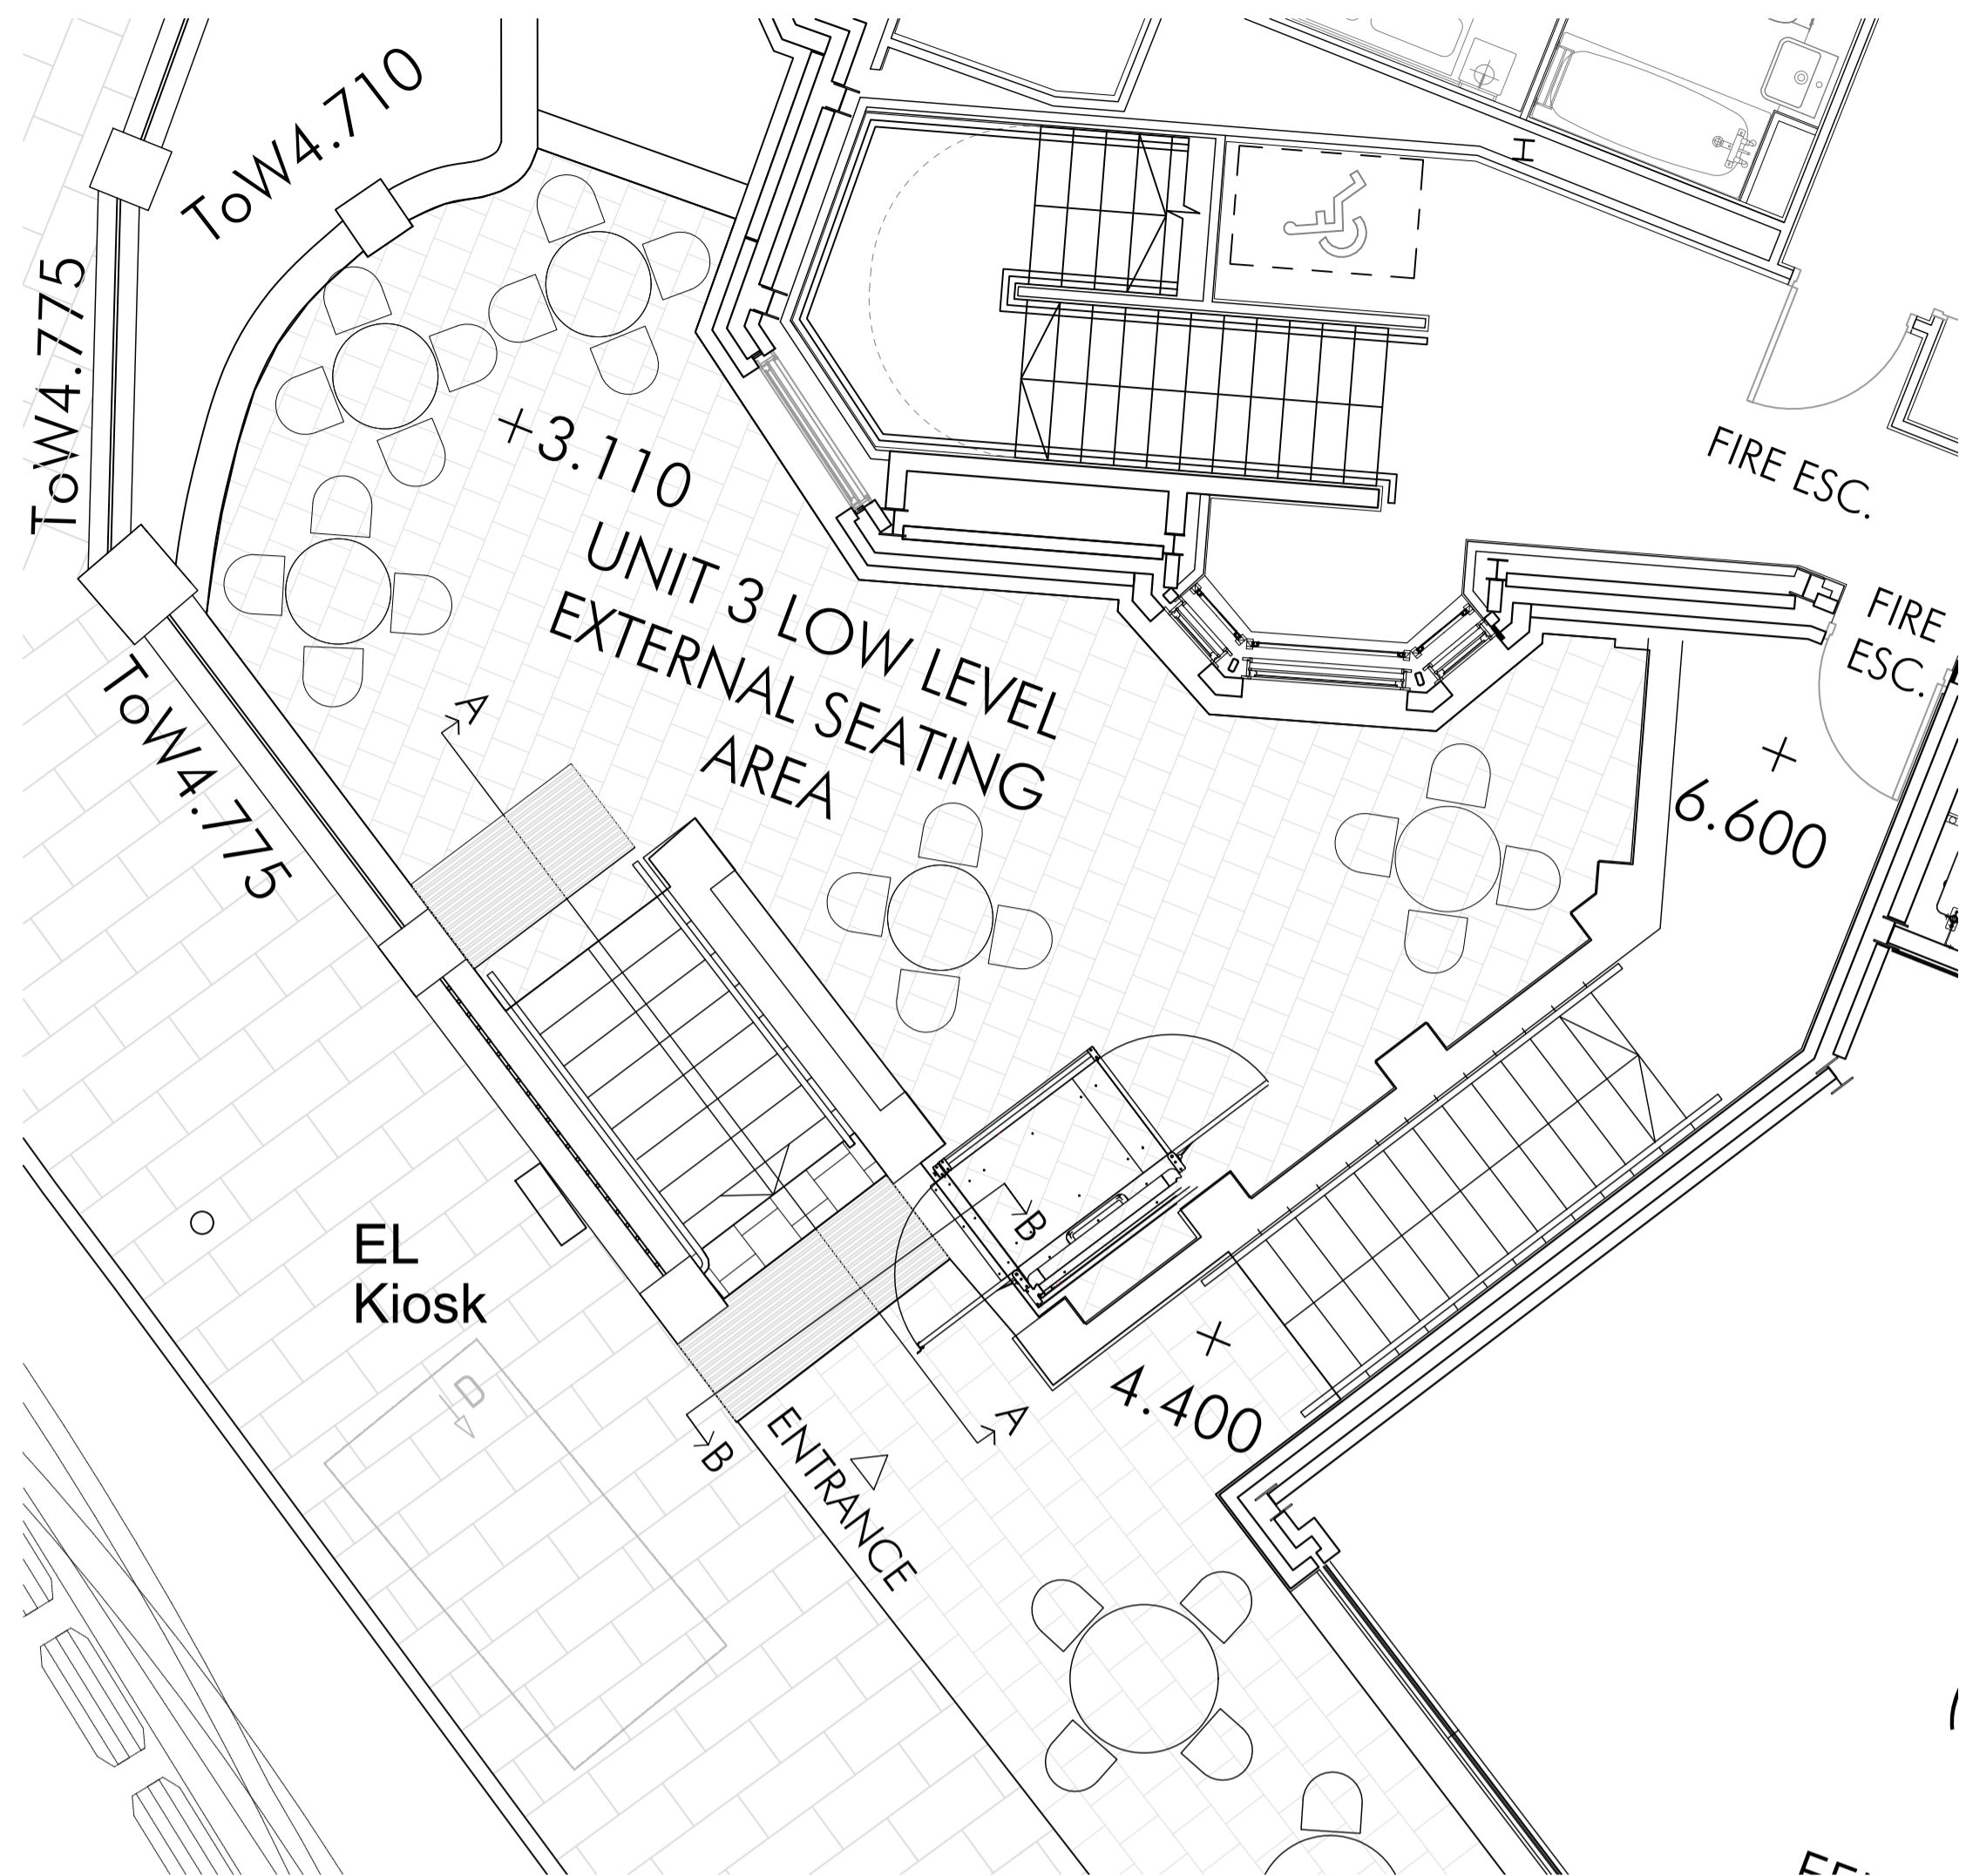 ToW4.710
ToW4.775
+3.110
UNIT 3 LOW LEVEL
EXTERNAL SEATING
AREA
FIRE ESC.
FIRE
ESC.
6.600
ToW4.775
A
B
EL
Kiosk
D
4.400
A
B
ENTRANCE